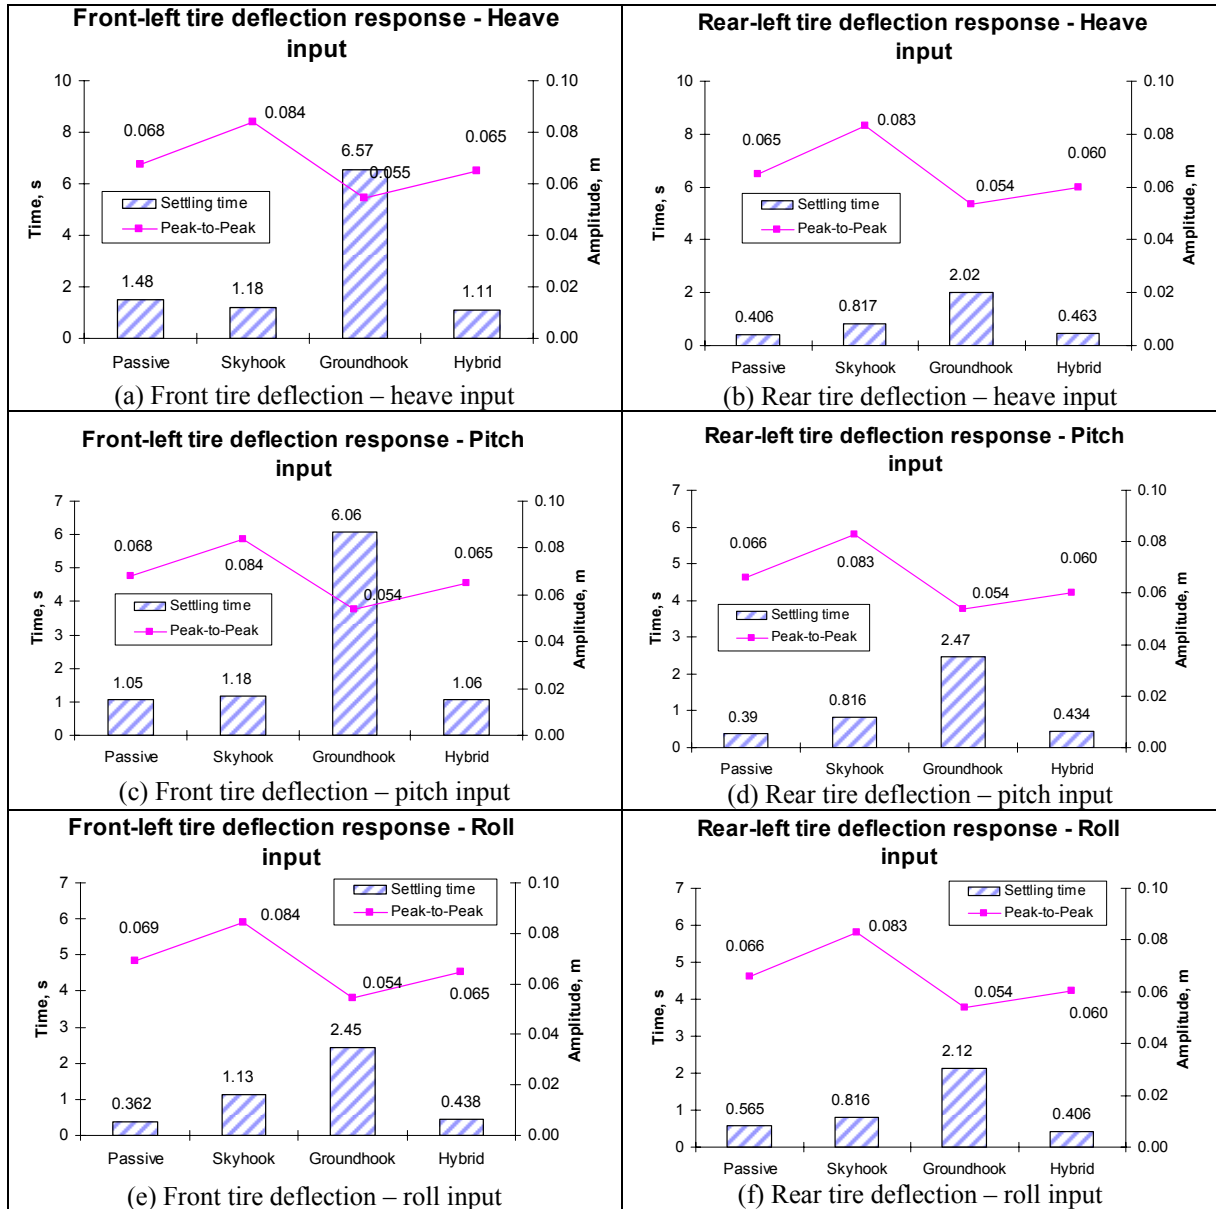 Front-left tire deflection response - Heave
input
10
8
6
4
2
0
Time, s
0.10
0.08
0.06
0.04
0.02
0.00
Amplitude, m
0.068
0.084
0.055
0.065
1.48
1.18
6.57
1.11
Settling time
Peak-to-Peak
Passive Skyhook Groundhook Hybrid
(a) Front tire deflection – heave input
Rear-left tire deflection response - Heave
input
10
8
6
4
2
0
Time, s
0.10
0.08
0.06
0.04
0.02
0.00
Amplitude, m
0.065
0.083
0.054
0.060
0.406
0.817
2.02
0.463
Settling time
Peak-to-Peak
Passive Skyhook Groundhook Hybrid
(b) Rear tire deflection – heave input
Front-left tire deflection response - Pitch
input
7
6
5
4
3
2
1
0
Time, s
0.10
0.08
0.06
0.04
0.02
0.00
Amplitude, m
0.068
0.084
0.054
0.065
1.05
1.18
6.06
1.06
Settling time
Peak-to-Peak
Passive Skyhook Groundhook Hybrid
(c) Front tire deflection – pitch input
Rear-left tire deflection response - Pitch
input
7
6
5
4
3
2
1
0
Time, s
0.10
0.08
0.06
0.04
0.02
0.00
Amplitude, m
0.066
0.083
0.054
0.060
0.39
0.816
2.47
0.434
Settling time
Peak-to-Peak
Passive Skyhook Groundhook Hybrid
(d) Rear tire deflection – pitch input
Front-left tire deflection response - Roll
input
7
6
5
4
3
2
1
0
Time, s
0.10
0.08
0.06
0.04
0.02
0.00
Amplitude, m
Settling time
Peak-to-Peak
0.069
0.084
0.054
0.065
0.362
1.13
2.45
0.438
Passive Skyhook Groundhook Hybrid
(e) Front tire deflection – roll input
Rear-left tire deflection response - Roll
input
7
6
5
4
3
2
1
0
Time, s
0.10
0.08
0.06
0.04
0.02
0.00
Amplitude, m
Settling time
Peak-to-Peak
0.066
0.083
0.054
0.060
0.565
0.816
2.12
0.406
Passive Skyhook Groundhook Hybrid
(f) Rear tire deflection – roll input